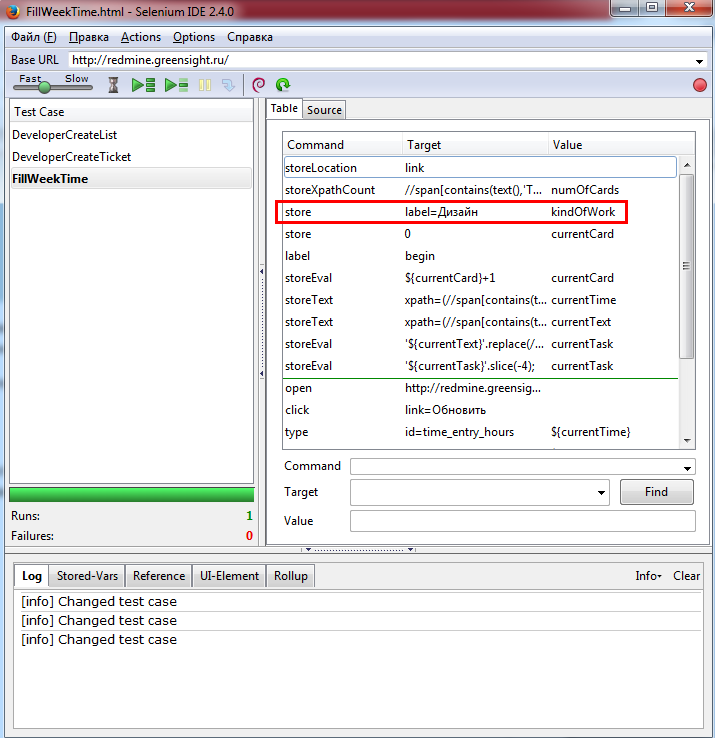 FillWeekTime.html - Selenium IDE 2.4.0
Файл (F) Правка Actions Options Справка
Base URL http://redmine.greensight.ru/
Fast Slow
Test Case
DeveloperCreateList
DeveloperCreateTicket
FillWeekTime
Runs: 1
Failures: 0
Table Source
Command Target Value
storeLocation link
storeXpathCount //span[contains(text(),'T... numOfCards
store label=Дизайн kindOfWork
store 0 currentCard
label begin
storeEval ${currentCard}+1 currentCard
storeText xpath=(//span[contains(t... currentTime
storeText xpath=(//span[contains(t... currentText
storeEval '${currentText}'.replace(/... currentTask
storeEval '${currentTask}'.slice(-4); currentTask
open http://redmine.greensig...
click link=Обновить
type id=time_entry_hours ${currentTime}
Command
Target Find
Value
Log Stored-Vars Reference UI-Element Rollup Info Clear
[info] Changed test case
[info] Changed test case
[info] Changed test case